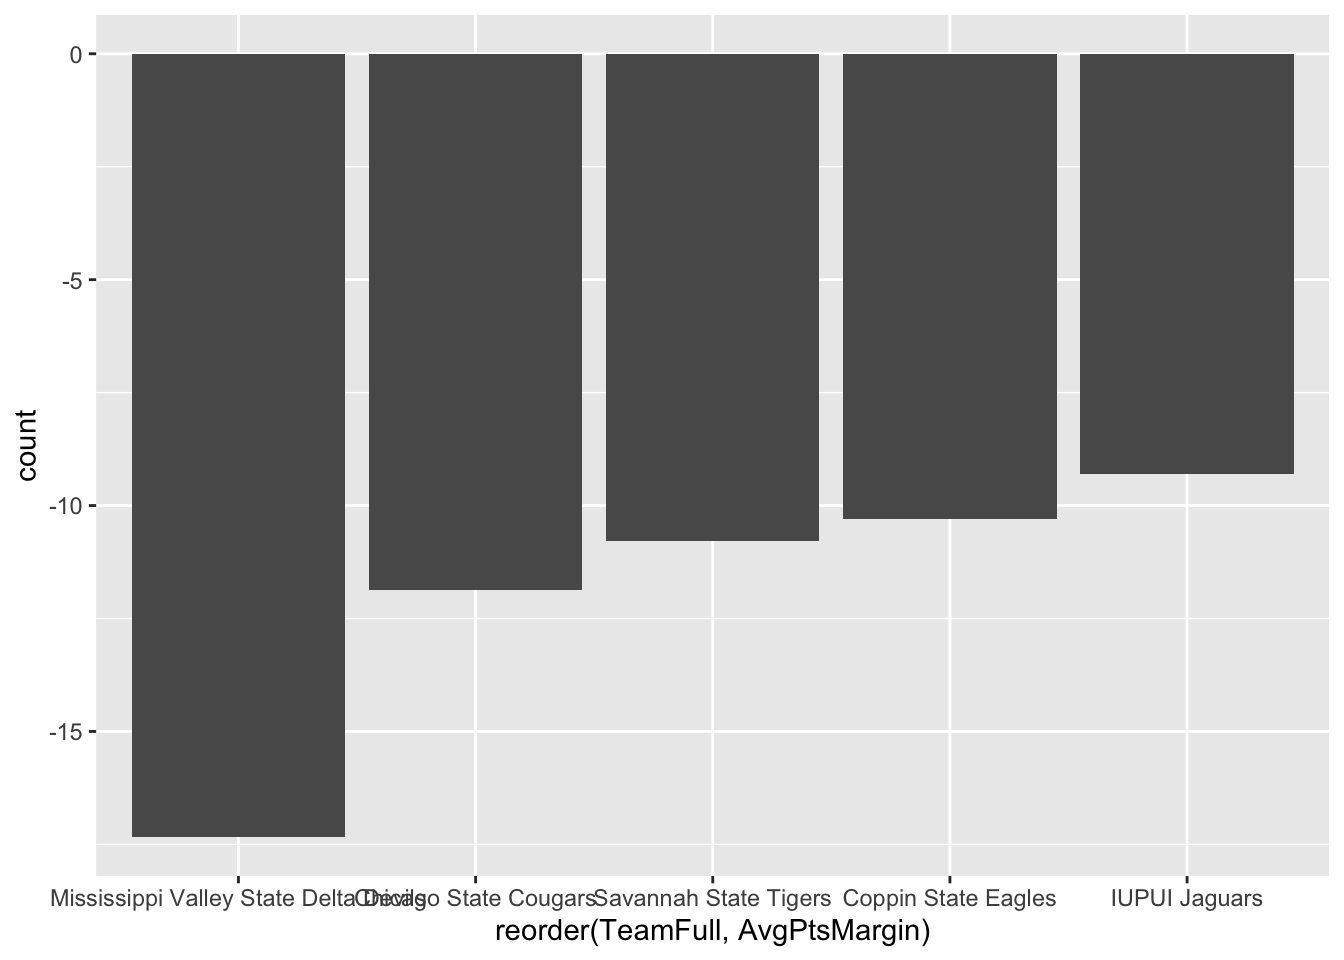 0
-5
-10
-15
count
Mississippi Valley State Delta Devils Chicago State Cougars Savannah State Tigers Coppin State Eagles IUPUI Jaguars
reorder(TeamFull, AvgPtsMargin)